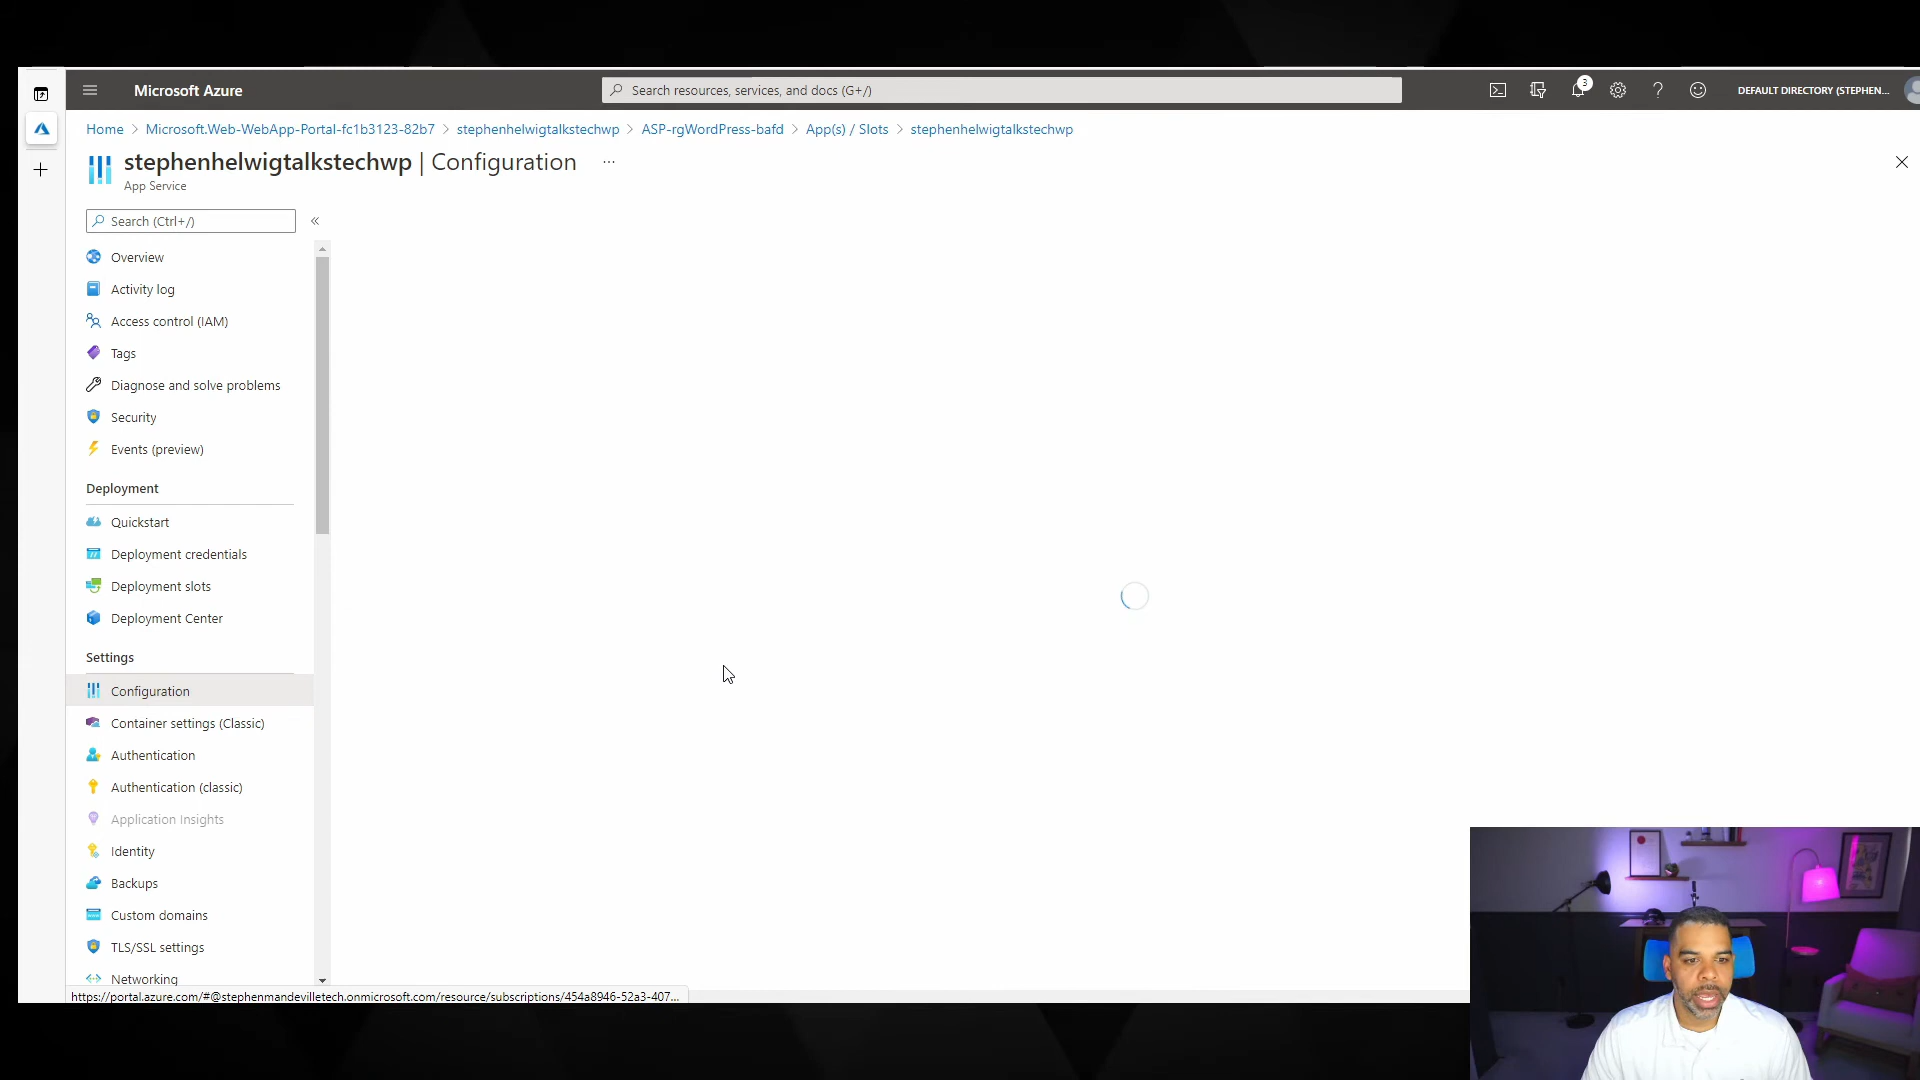 Microsoft Azure
Search resources, services, and docs (G+/)
3
DEFAULT DIRECTORY (STEPHEN...
Home > Microsoft.Web-WebApp-Portal-fc1b3123-82b7 > stephenhelwigtalkstechwp > ASP-rgWordPress-bafd > App(s) / Slots > stephenhelwigtalkstechwp
stephenhelwigtalkstechwp | Configuration ...
App Service
Search (Ctrl+/)
«
Overview
Activity log
Access control (IAM)
Tags
Diagnose and solve problems
Security
Events (preview)
Deployment
Quickstart
Deployment credentials
Deployment slots
Deployment Center
Settings
Configuration
Container settings (Classic)
Authentication
Authentication (classic)
Application Insights
Identity
Backups
Custom domains
TLS/SSL settings
Networking
https://portal.azure.com/#@stephenmandevilletech.onmicrosoft.com/resource/subscriptions/454a8946-52a3-407...